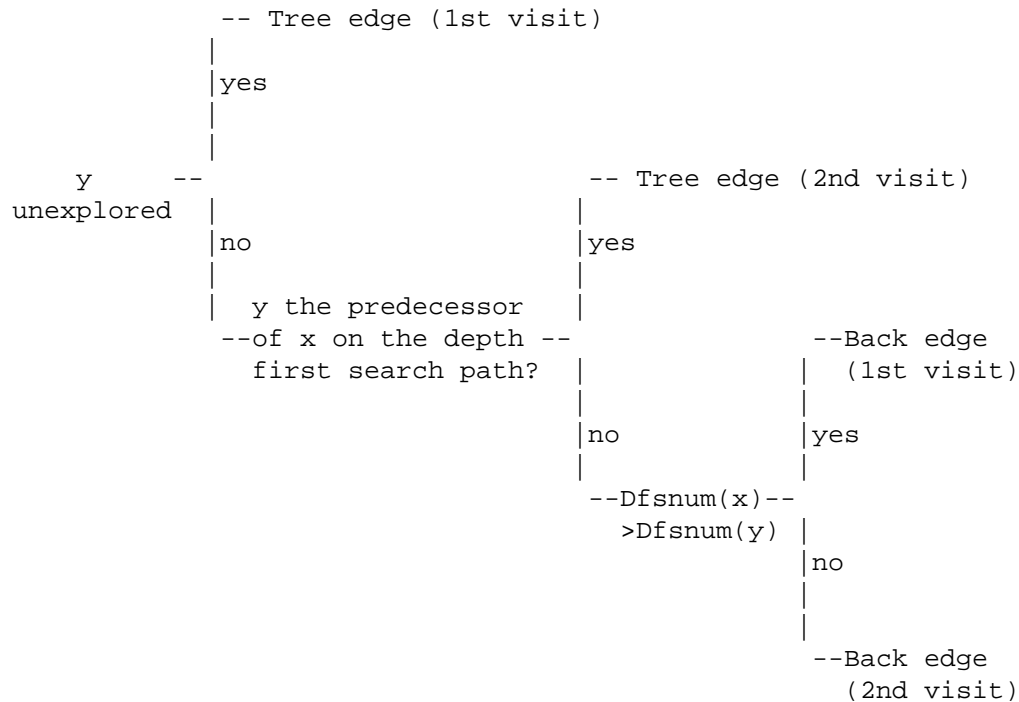 -- Tree edge (1st visit)
|
|yes
|
|
y -- -- Tree edge (2nd visit)
unexplored | |
|no |yes
| |
| y the predecessor |
--of x on the depth -- --Back edge
first search path? | | (1st visit)
| |
|no |yes
| |
--Dfsnum(x)--
>Dfsnum(y) |
|no
|
|
--Back edge
(2nd visit)